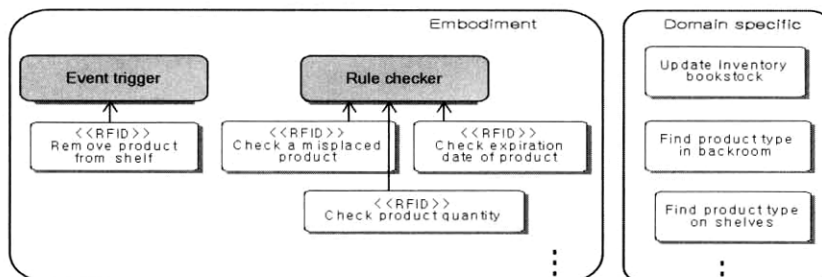 Embodiment
Event trigger
Rule checker
<<RFID>>
Remove product
from shelf
<<RFID>>
Check a misplaced
product
<<RFID>>
Check expiration
date of product
<<RFID>>
Check product quantity
Domain specific
Update inventory
bookstock
Find product type
in backroom
Find product type
on shelves